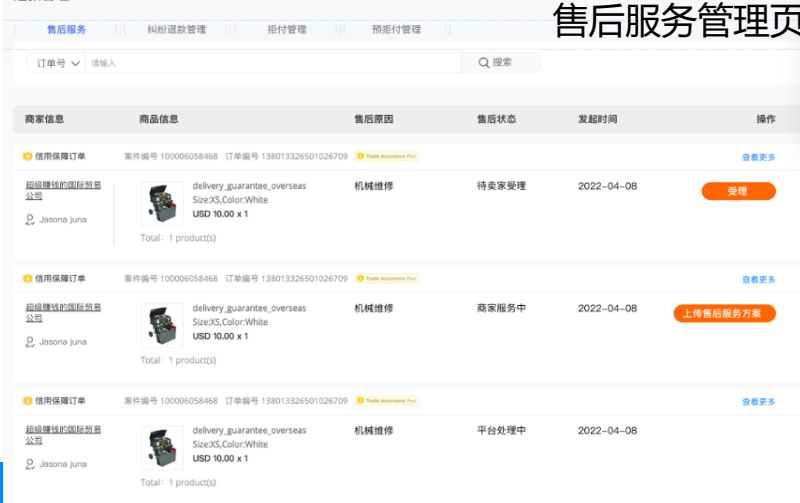 售后服务管理页
售后服务 纠纷退款管理 拒付管理 预拒付管理
订单号 请输入 搜索
商家信息 商品信息 售后原因 售后状态 发起时间 操作
信用保障订单 案件编号 100006058468 订单编号 138013326501026709 Trade Assurance Plus 查看更多
超级赚钱的国际贸易 delivery_guarantee_overseas 机械维修 待卖家受理 2022-04-08 受理
公司 Size:XS,Color:White
Jasona juna USD 10.00 x 1
Total: 1 product(s)
信用保障订单 案件编号 100006058468 订单编号 138013326501026709 Trade Assurance Plus 查看更多
超级赚钱的国际贸易 delivery_guarantee_overseas 机械维修 商家服务中 2022-04-08 上传售后服务方案
公司 Size:XS,Color:White
Jasona juna USD 10.00 x 1
Total: 1 product(s)
信用保障订单 案件编号 100006058468 订单编号 138013326501026709 Trade Assurance Plus 查看更多
超级赚钱的国际贸易 delivery_guarantee_overseas 机械维修 平台处理中 2022-04-08
公司 Size:XS,Color:White
Jasona juna USD 10.00 x 1
Total: 1 product(s)